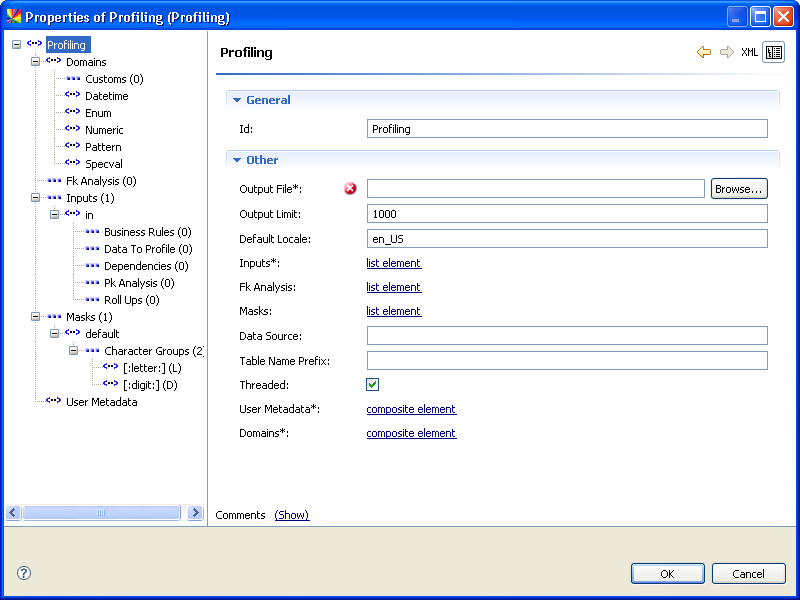 Properties of Profiling (Profiling)
Profiling
Domains
Customs (0)
Datetime
Enum
Numeric
Pattern
Specval
Fk Analysis (0)
Inputs (1)
in
Business Rules (0)
Data To Profile (0)
Dependencies (0)
Pk Analysis (0)
Roll Ups (0)
Masks (1)
default
Character Groups (2)
[:letter:] (L)
[:digit:] (D)
User Metadata
Profiling
XML
General
Id: Profiling
Other
Output File*: Browse...
Output Limit: 1000
Default Locale: en_US
Inputs*: list element
Fk Analysis: list element
Masks: list element
Data Source:
Table Name Prefix:
Threaded:
User Metadata*: composite element
Domains*: composite element
Comments (Show)
?
OK Cancel